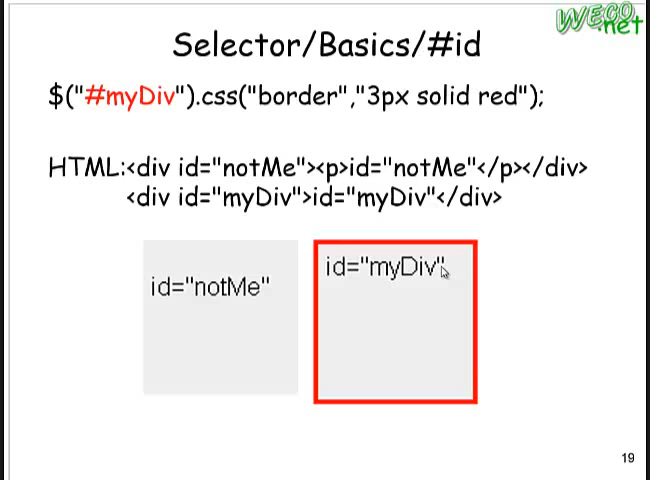 WECO.net
Selector/Basics/#id
$("#myDiv").css("border","3px solid red");
HTML:<div id="notMe"><p>id="notMe"</p></div>
<div id="myDiv">id="myDiv"</div>
id="notMe"
id="myDiv"
19